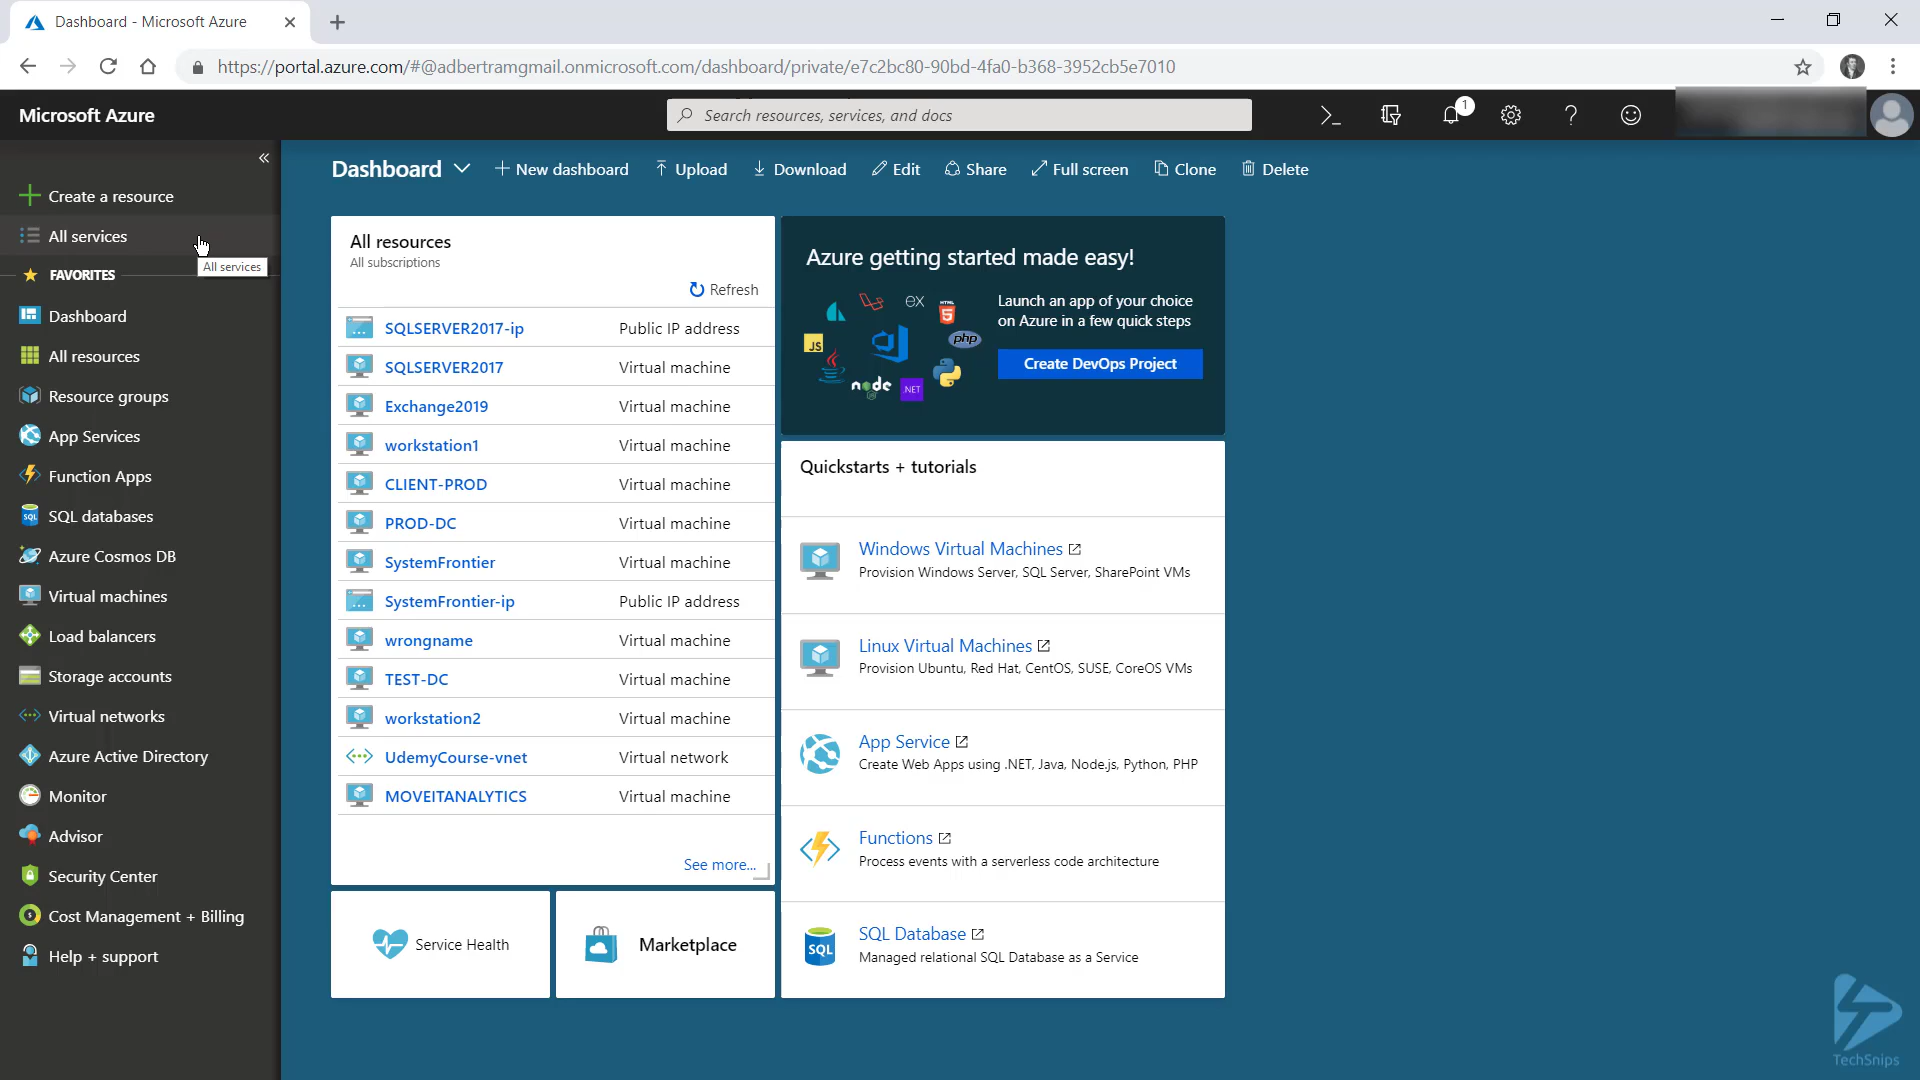 Dashboard - Microsoft Azure
https://portal.azure.com/#@adbertramgmail.onmicrosoft.com/dashboard/private/e7c2bc80-90bd-4fa0-b368-3952cb5e7010
Microsoft Azure
Search resources, services, and docs
1
Create a resource
All services
All services
FAVORITES
Dashboard
All resources
Resource groups
App Services
Function Apps
SQL databases
Azure Cosmos DB
Virtual machines
Load balancers
Storage accounts
Virtual networks
Azure Active Directory
Monitor
Advisor
Security Center
Cost Management + Billing
Help + support
Dashboard New dashboard Upload Download Edit Share Full screen Clone Delete
All resources
All subscriptions
Refresh
SQLSERVER2017-ip Public IP address
SQLSERVER2017 Virtual machine
Exchange2019 Virtual machine
workstation1 Virtual machine
CLIENT-PROD Virtual machine
PROD-DC Virtual machine
SystemFrontier Virtual machine
SystemFrontier-ip Public IP address
wrongname Virtual machine
TEST-DC Virtual machine
workstation2 Virtual machine
UdemyCourse-vnet Virtual network
MOVEITANALYTICS Virtual machine
See more...
Service Health
Marketplace
Azure getting started made easy!
EX
HTML
5
JS
php
node
.NET
Launch an app of your choice
on Azure in a few quick steps
Create DevOps Project
Quickstarts + tutorials
Windows Virtual Machines
Provision Windows Server, SQL Server, SharePoint VMs
Linux Virtual Machines
Provision Ubuntu, Red Hat, CentOS, SUSE, CoreOS VMs
App Service
Create Web Apps using .NET, Java, Node.js, Python, PHP
Functions
Process events with a serverless code architecture
SQL
SQL Database
Managed relational SQL Database as a Service
TechSnips